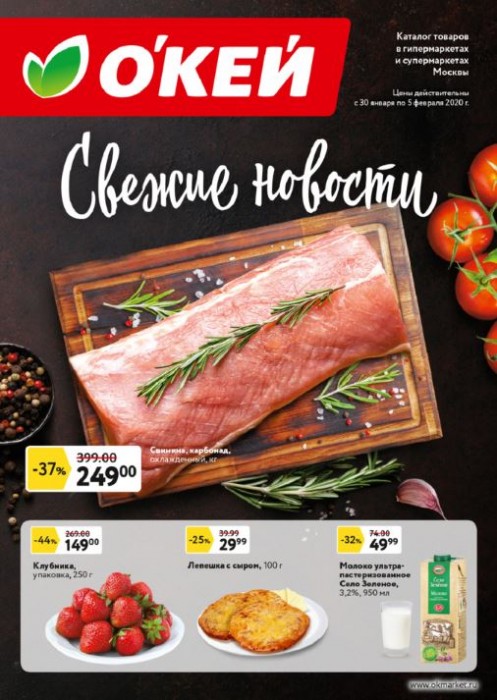 О'КЕЙ
Каталог товаров
в гипермаркетах
и супермаркетах
Москвы
Цены действительны
с 30 января по 5 февраля 2020 г.
Свежие новости
Свинина, карбонад,
охлажденный, кг
-37%
399.00
249 00
-44%
269.00
149 00
Клубника,
упаковка, 250 г
-25%
39.99
29 99
Лепешка с сыром, 100 г
-32%
74.00
49 99
Молоко ультра-
пастеризованное
Село Зеленое,
3,2%, 950 мл
www.okmarket.ru